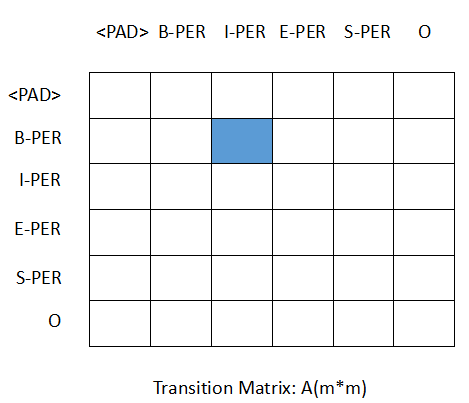 <PAD> B-PER I-PER E-PER S-PER O
<PAD>
B-PER
I-PER
E-PER
S-PER
O
Transition Matrix: A(m*m)